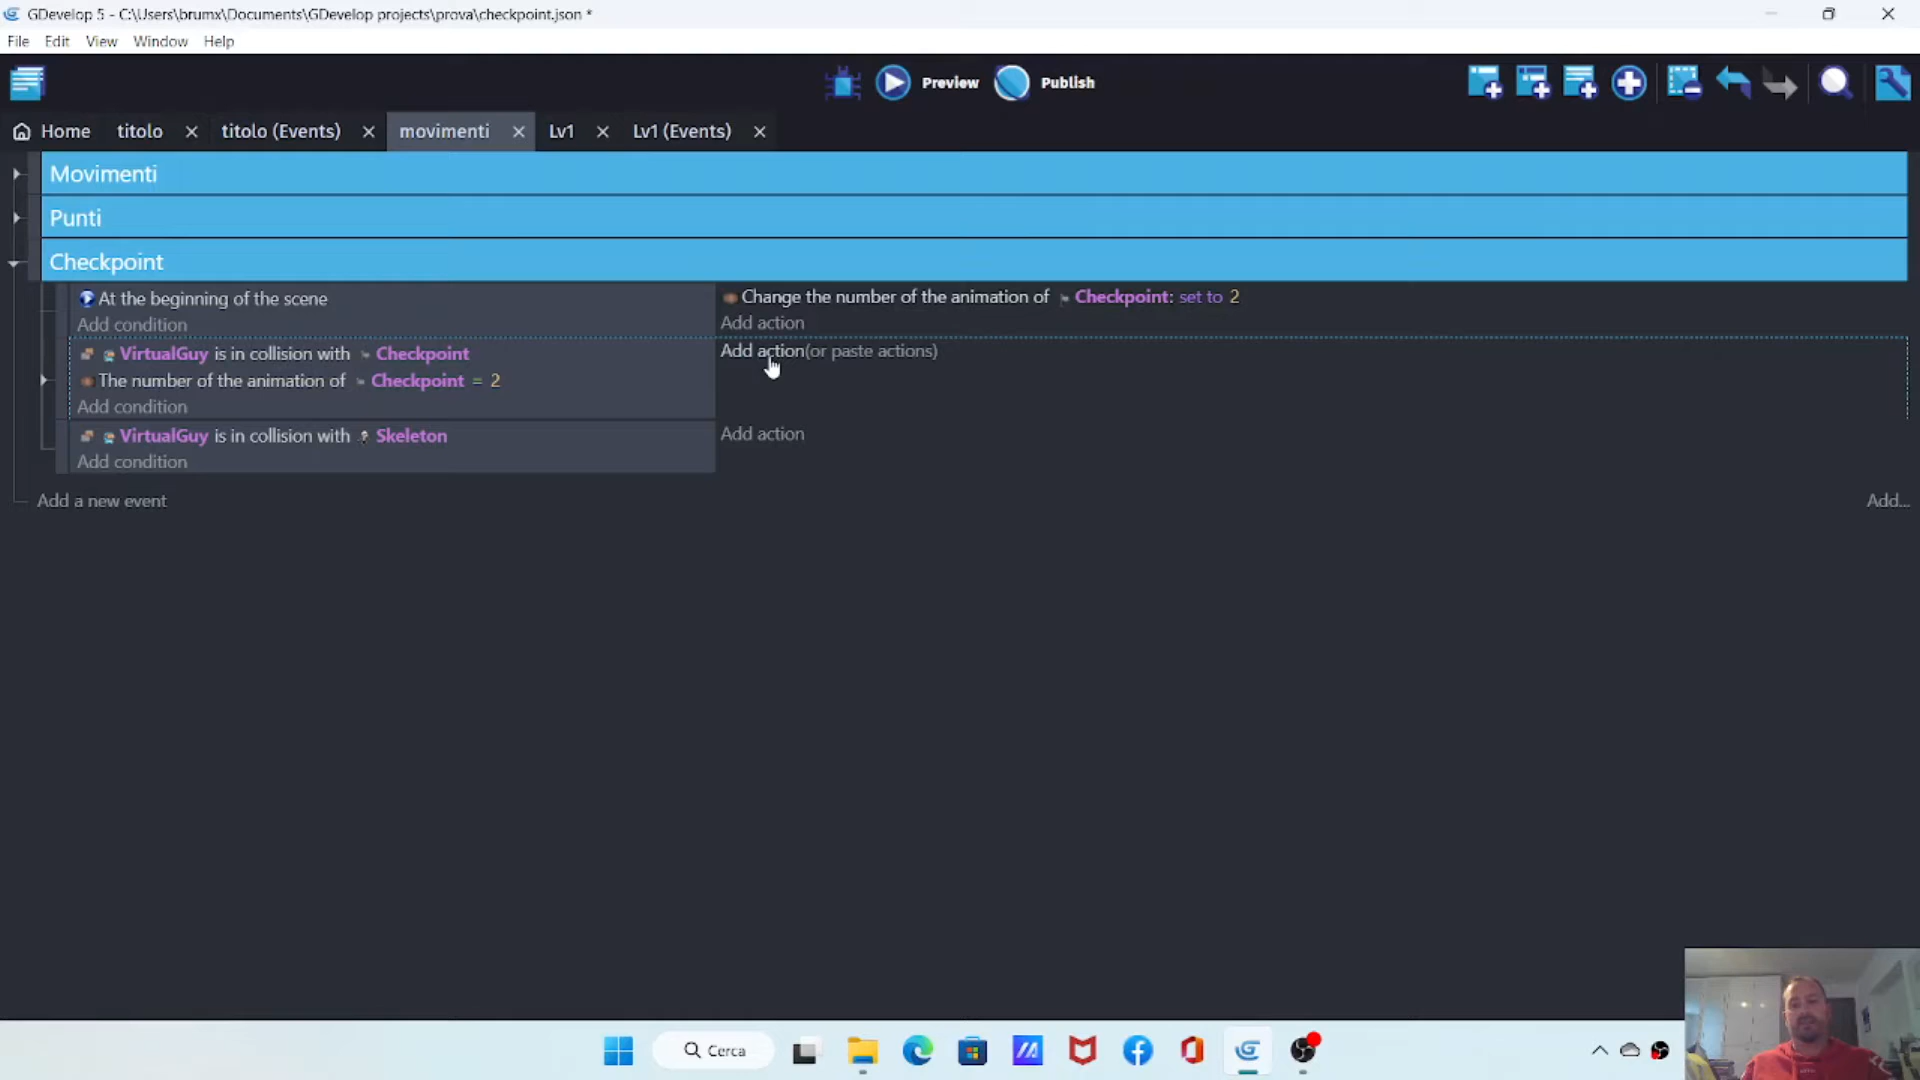 GDevelop 5 - C:\Users\brumx\Documents\GDevelop projects\prova\checkpoint.json *
File Edit View Window Help
Preview Publish
Home titolo titolo (Events) movimenti Lv1 Lv1 (Events)
Movimenti
Punti
Checkpoint
At the beginning of the scene
Change the number of the animation of Checkpoint: set to 2
Add condition
Add action
VirtualGuy is in collision with Checkpoint
Add action(or paste actions)
The number of the animation of Checkpoint = 2
Add condition
VirtualGuy is in collision with Skeleton
Add action
Add condition
Add a new event
Add...
Cerca